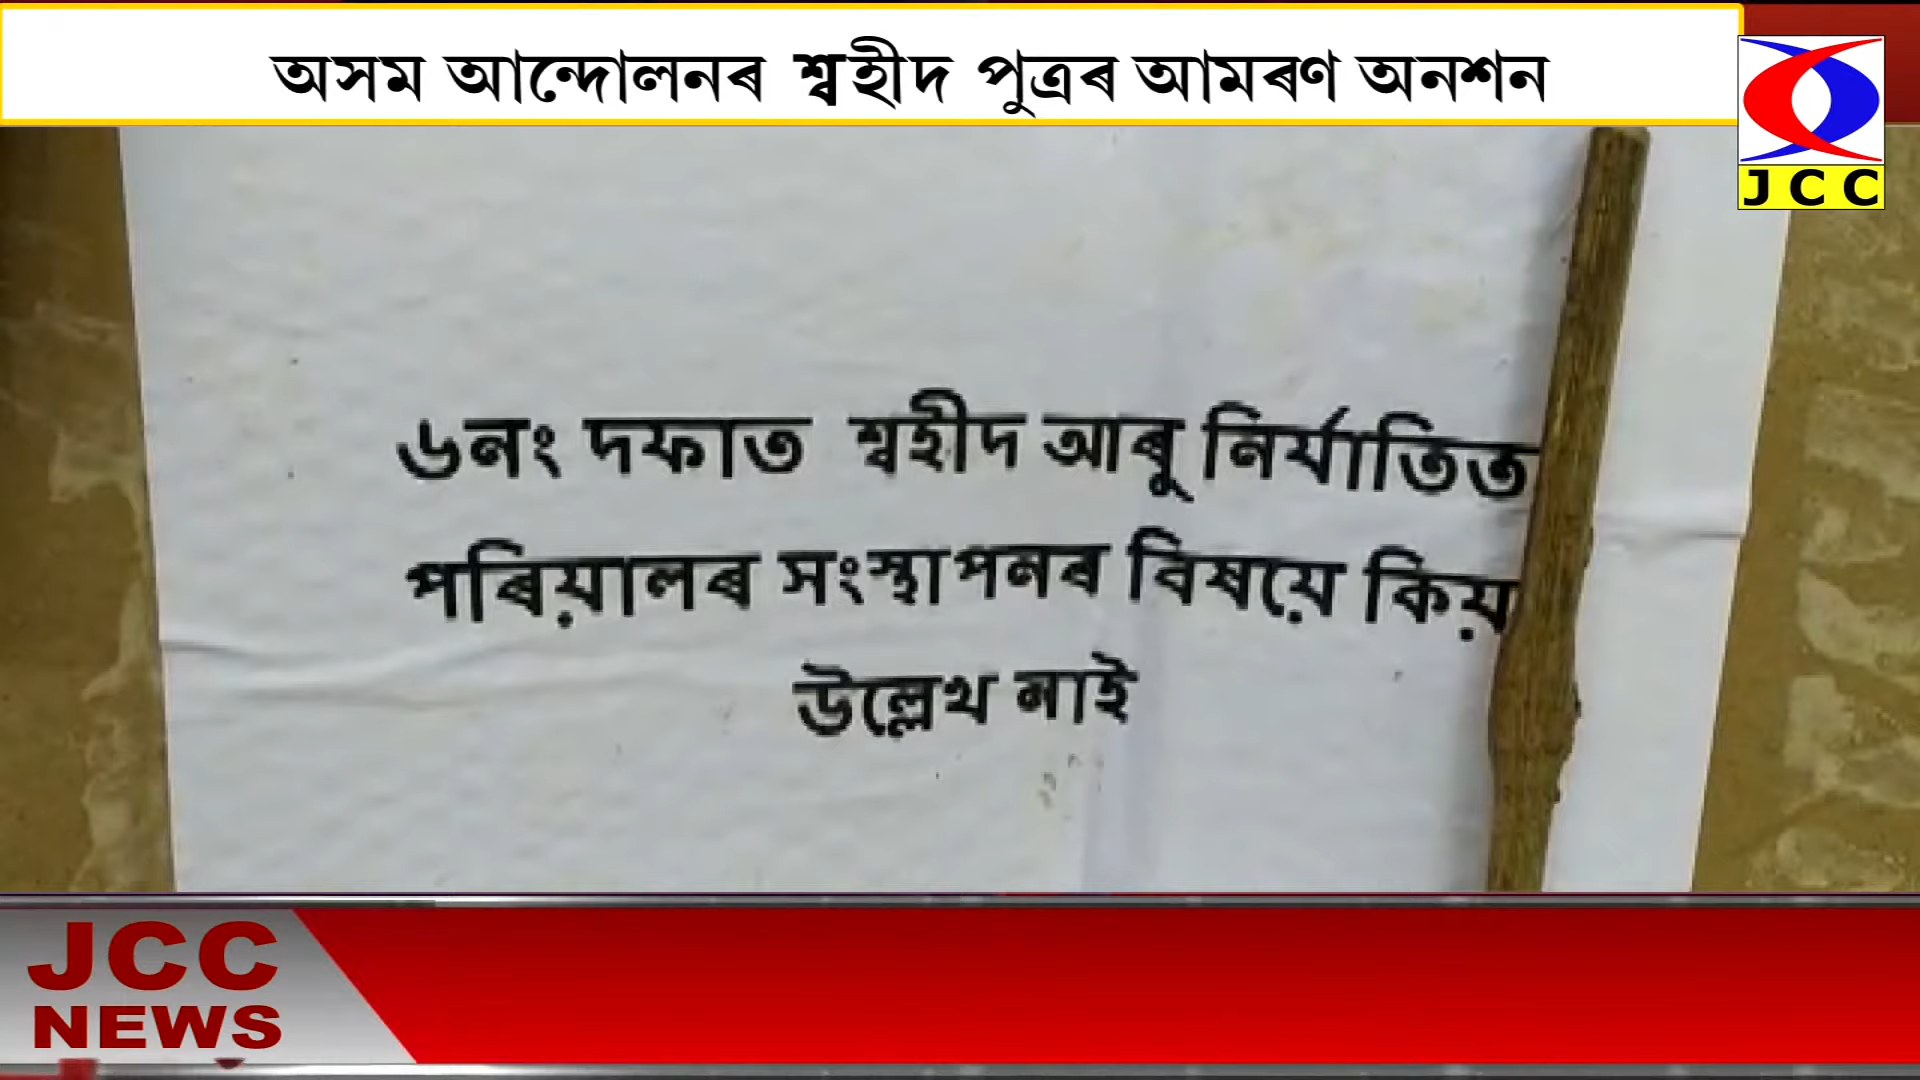 অসম আন্দোলনৰ শ্বহীদ পুত্ৰৰ আমৰণ অনশন
JCC
৬নং দফাত শ্বহীদ আৰু নিৰ্যাতিত
পৰিয়ালৰ সংস্থাপনৰ বিষয়ে কিয়
উল্লেখ নাই
JCC
NEWS